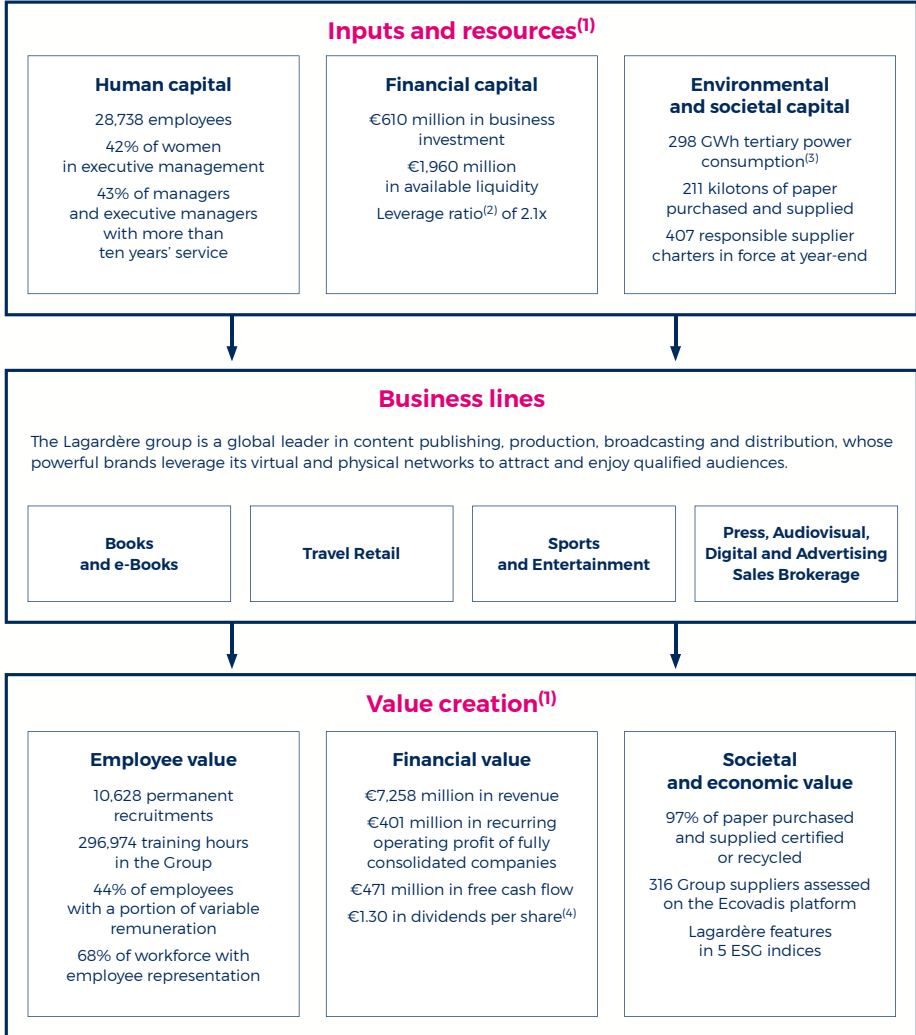 Inputs and resources(1)
Human capital
28,738 employees
42% of women
in executive management
43% of managers
and executive managers
with more than
ten years’ service
Financial capital
€610 million in business
investment
€1,960 million
in available liquidity
Leverage ratio(2) of 2.1x
Environmental
and societal capital
298 GWh tertiary power
consumption(3)
211 kilotons of paper
purchased and supplied
407 responsible supplier
charters in force at year-end
Business lines
The Lagardère group is a global leader in content publishing, production, broadcasting and distribution, whose
powerful brands leverage its virtual and physical networks to attract and enjoy qualified audiences.
Books
and e-Books
Travel Retail
Sports
and Entertainment
Press, Audiovisual,
Digital and Advertising
Sales Brokerage
Value creation(1)
Employee value
10,628 permanent
recruitments
296,974 training hours
in the Group
44% of employees
with a portion of variable
remuneration
68% of workforce with
employee representation
Financial value
€7,258 million in revenue
€401 million in recurring
operating profit of fully
consolidated companies
€471 million in free cash flow
€1.30 in dividends per share(4)
Societal
and economic value
97% of paper purchased
and supplied certified
or recycled
316 Group suppliers assessed
on the Ecovadis platform
Lagardère features
in 5 ESG indices